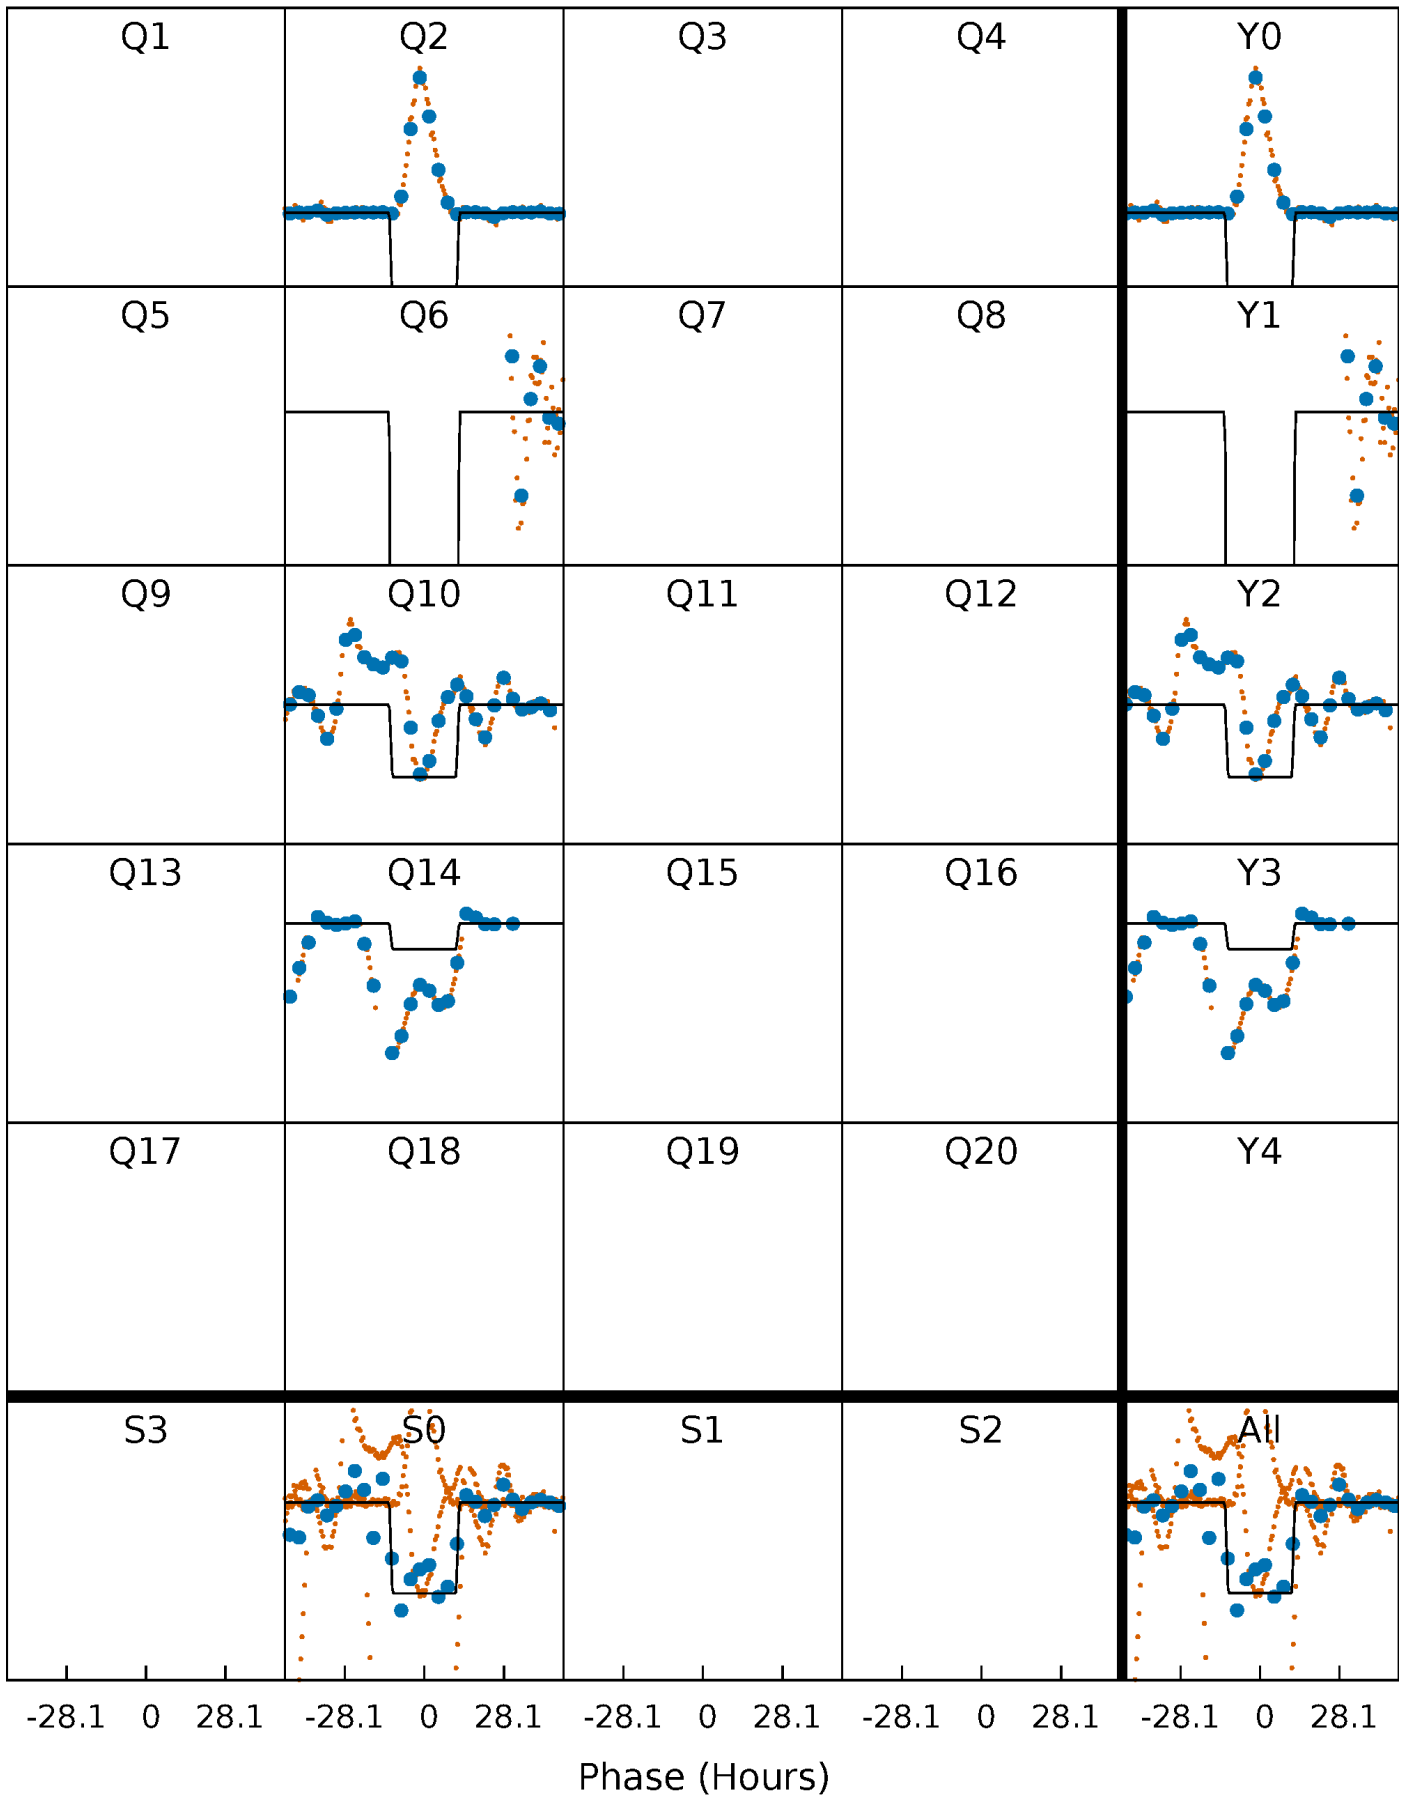 Q1 Q2 Q3 Q4 Y0
Q5 Q6 Q7 Q8 Y1
Q9 Q10 Q11 Q12 Y2
Q13 Q14 Q15 Q16 Y3
Q17 Q18 Q19 Q20 Y4
S3 S0 S1 S2 All
-28.1 0 28.1 -28.1 0 28.1 -28.1 0 28.1 -28.1 0 28.1 -28.1 0 28.1
Phase (Hours)